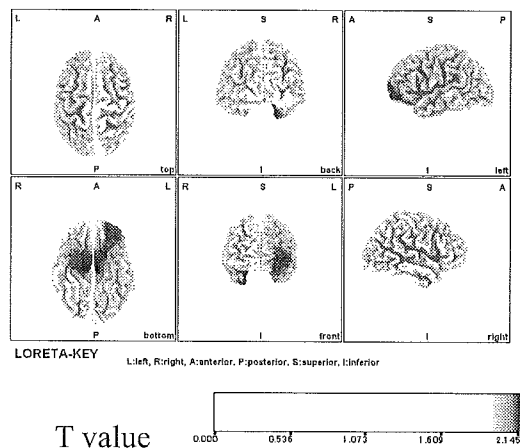 L A R L S R A S P
P top I back I left
R A L R S L P S A
P bottom I front I right
LORETA-KEY
L:left, R:right, A:anterior, P:posterior, S:superior, I:inferior
T value
0.000 0.536 1.073 1.609 2.145